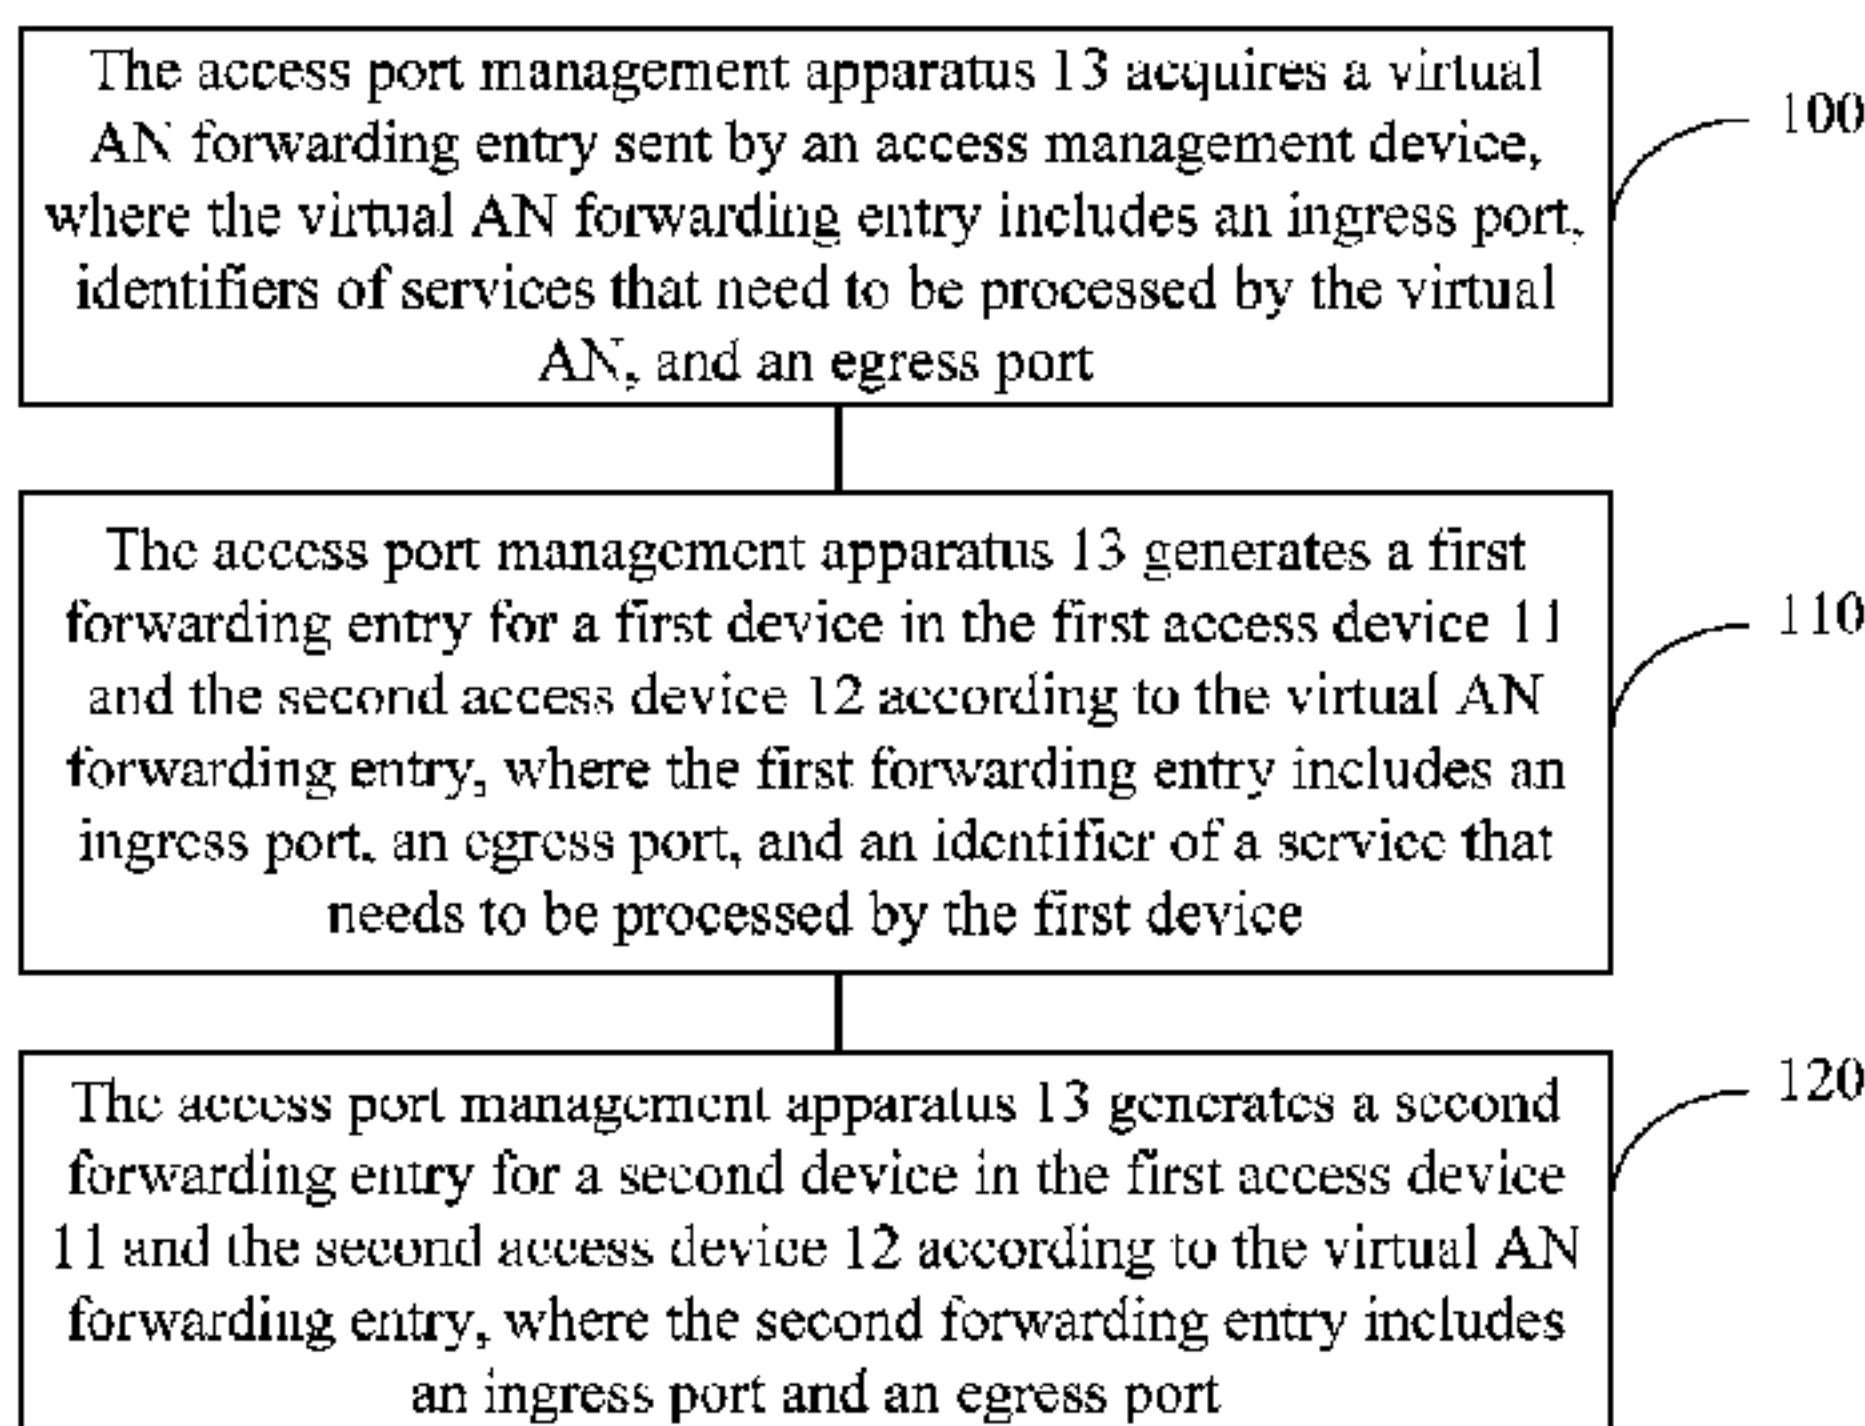 The access port management apparatus 13 acquires a virtual
AN forwarding entry sent by an access management device,
where the virtual AN forwarding entry includes an ingress port,
identifiers of services that need to be processed by the virtual
AN, and an egress port
100
The access port management apparatus 13 generates a first
forwarding entry for a first device in the first access device 11
and the second access device 12 according to the virtual AN
forwarding entry, where the first forwarding entry includes an
ingress port, an egress port, and an identifier of a service that
needs to be processed by the first device
110
The access port management apparatus 13 generates a second
forwarding entry for a second device in the first access device
11 and the second access device 12 according to the virtual AN
forwarding entry, where the second forwarding entry includes
an ingress port and an egress port
120